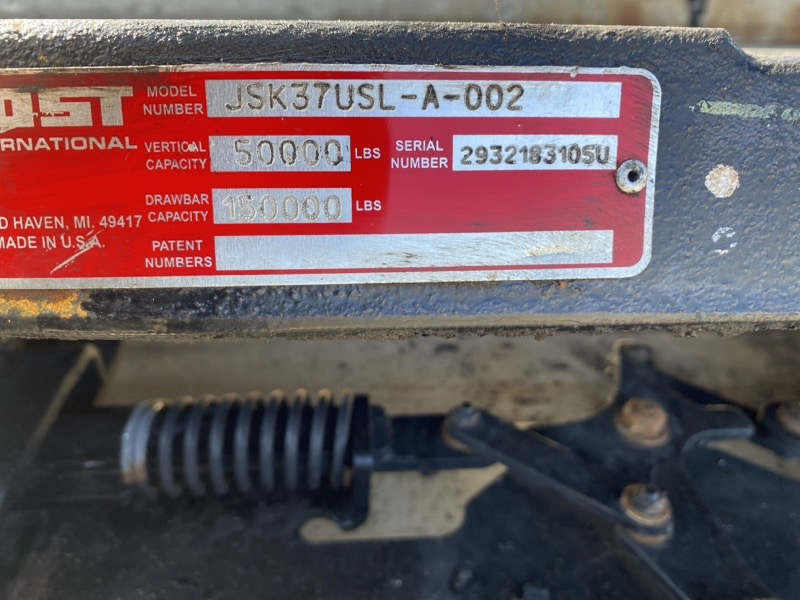 OST
ERNATIONAL
MODEL NUMBER JSK37USL-A-002
VERTICAL CAPACITY 50000 LBS
SERIAL NUMBER 2932183105U
DRAWBAR CAPACITY 150000 LBS
D HAVEN, MI. 49417
MADE IN U.S.A.
PATENT NUMBERS